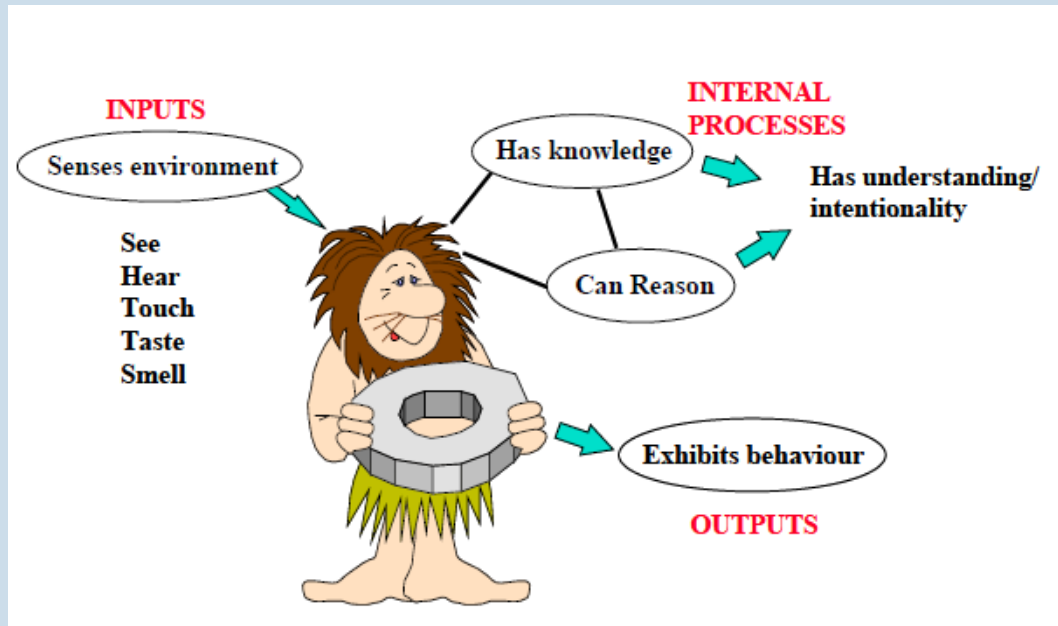 INPUTS
Senses environment
See
Hear
Touch
Taste
Smell
INTERNAL
PROCESSES
Has knowledge
Can Reason
Has understanding/
intentionality
Exhibits behaviour
OUTPUTS